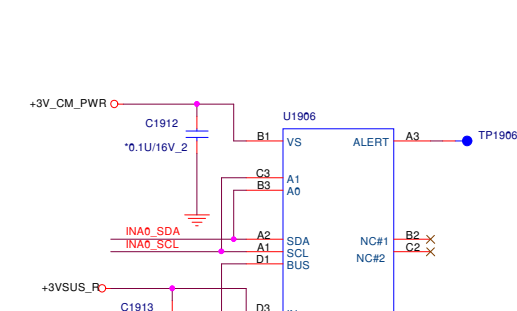 +3V_CM_PWR
C1912
*0.1U/16V_2
U1906
B1 VS
ALERT A3
TP1906
C3 A1
B3 A0
INA0_SDA A2 SDA
INA0_SCL A1 SCL
D1 BUS
NC#1 B2
NC#2 C2
+3VSUS_R
C1913
D3